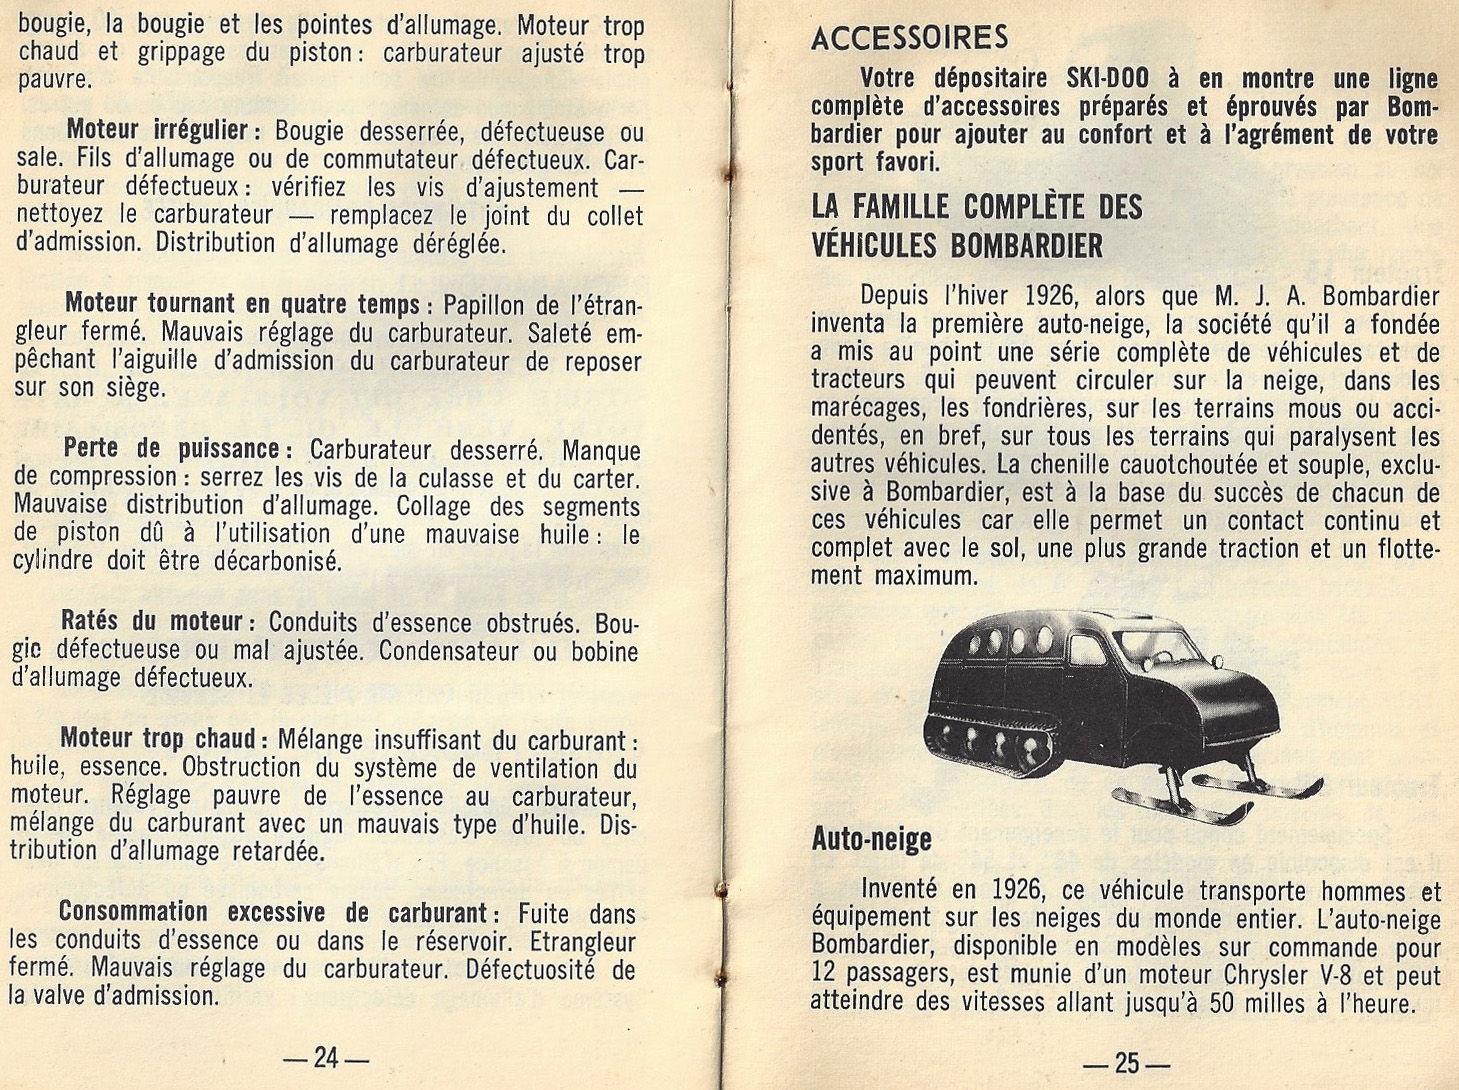 bougie, la bougie et les pointes d'allumage. Moteur trop
chaud et grippage du piston : carburateur ajusté trop
pauvre.
Moteur irrégulier : Bougie desserrée, défectueuse ou
sale. Fils d'allumage ou de commutateur défectueux. Car-
burateur défectueux : vérifiez les vis d'ajustement —
nettoyez le carburateur — remplacez le joint du collet
d'admission. Distribution d'allumage déréglée.
Moteur tournant en quatre temps : Papillon de l'étran-
gleur fermé. Mauvais réglage du carburateur. Saleté em-
pêchant l'aiguille d'admission du carburateur de reposer
sur son siège.
Perte de puissance : Carburateur desserré. Manque
de compression : serrez les vis de la culasse et du carter.
Mauvaise distribution d'allumage. Collage des segments
de piston dû à l'utilisation d'une mauvaise huile : le
cylindre doit être décarbonisé.
Ratés du moteur : Conduits d'essence obstrués. Bou-
gie défectueuse ou mal ajustée. Condensateur ou bobine
d'allumage défectueux.
Moteur trop chaud : Mélange insuffisant du carburant :
huile, essence. Obstruction du système de ventilation du
moteur. Réglage pauvre de l'essence au carburateur,
mélange du carburant avec un mauvais type d'huile. Dis-
tribution d'allumage retardée.
Consommation excessive de carburant : Fuite dans
les conduits d'essence ou dans le réservoir. Etrangleur
fermé. Mauvais réglage du carburateur. Défectuosité de
la valve d'admission.
— 24 —
ACCESSOIRES
Votre dépositaire SKI-DOO à en montre une ligne
complète d'accessoires préparés et éprouvés par Bom-
bardier pour ajouter au confort et à l'agrément de votre
sport favori.
LA FAMILLE COMPLÈTE DES
VÉHICULES BOMBARDIER
Depuis l'hiver 1926, alors que M. J. A. Bombardier
inventa la première auto-neige, la société qu'il a fondée
a mis au point une série complète de véhicules et de
tracteurs qui peuvent circuler sur la neige, dans les
marécages, les fondrières, sur les terrains mous ou acci-
dentés, en bref, sur tous les terrains qui paralysent les
autres véhicules. La chenille cauotchoutée et souple, exclu-
sive à Bombardier, est à la base du succès de chacun de
ces véhicules car elle permet un contact continu et
complet avec le sol, une plus grande traction et un flotte-
ment maximum.
Auto-neige
Inventé en 1926, ce véhicule transporte hommes et
équipement sur les neiges du monde entier. L'auto-neige
Bombardier, disponible en modèles sur commande pour
12 passagers, est munie d'un moteur Chrysler V-8 et peut
atteindre des vitesses allant jusqu'à 50 milles à l'heure.
— 25 —